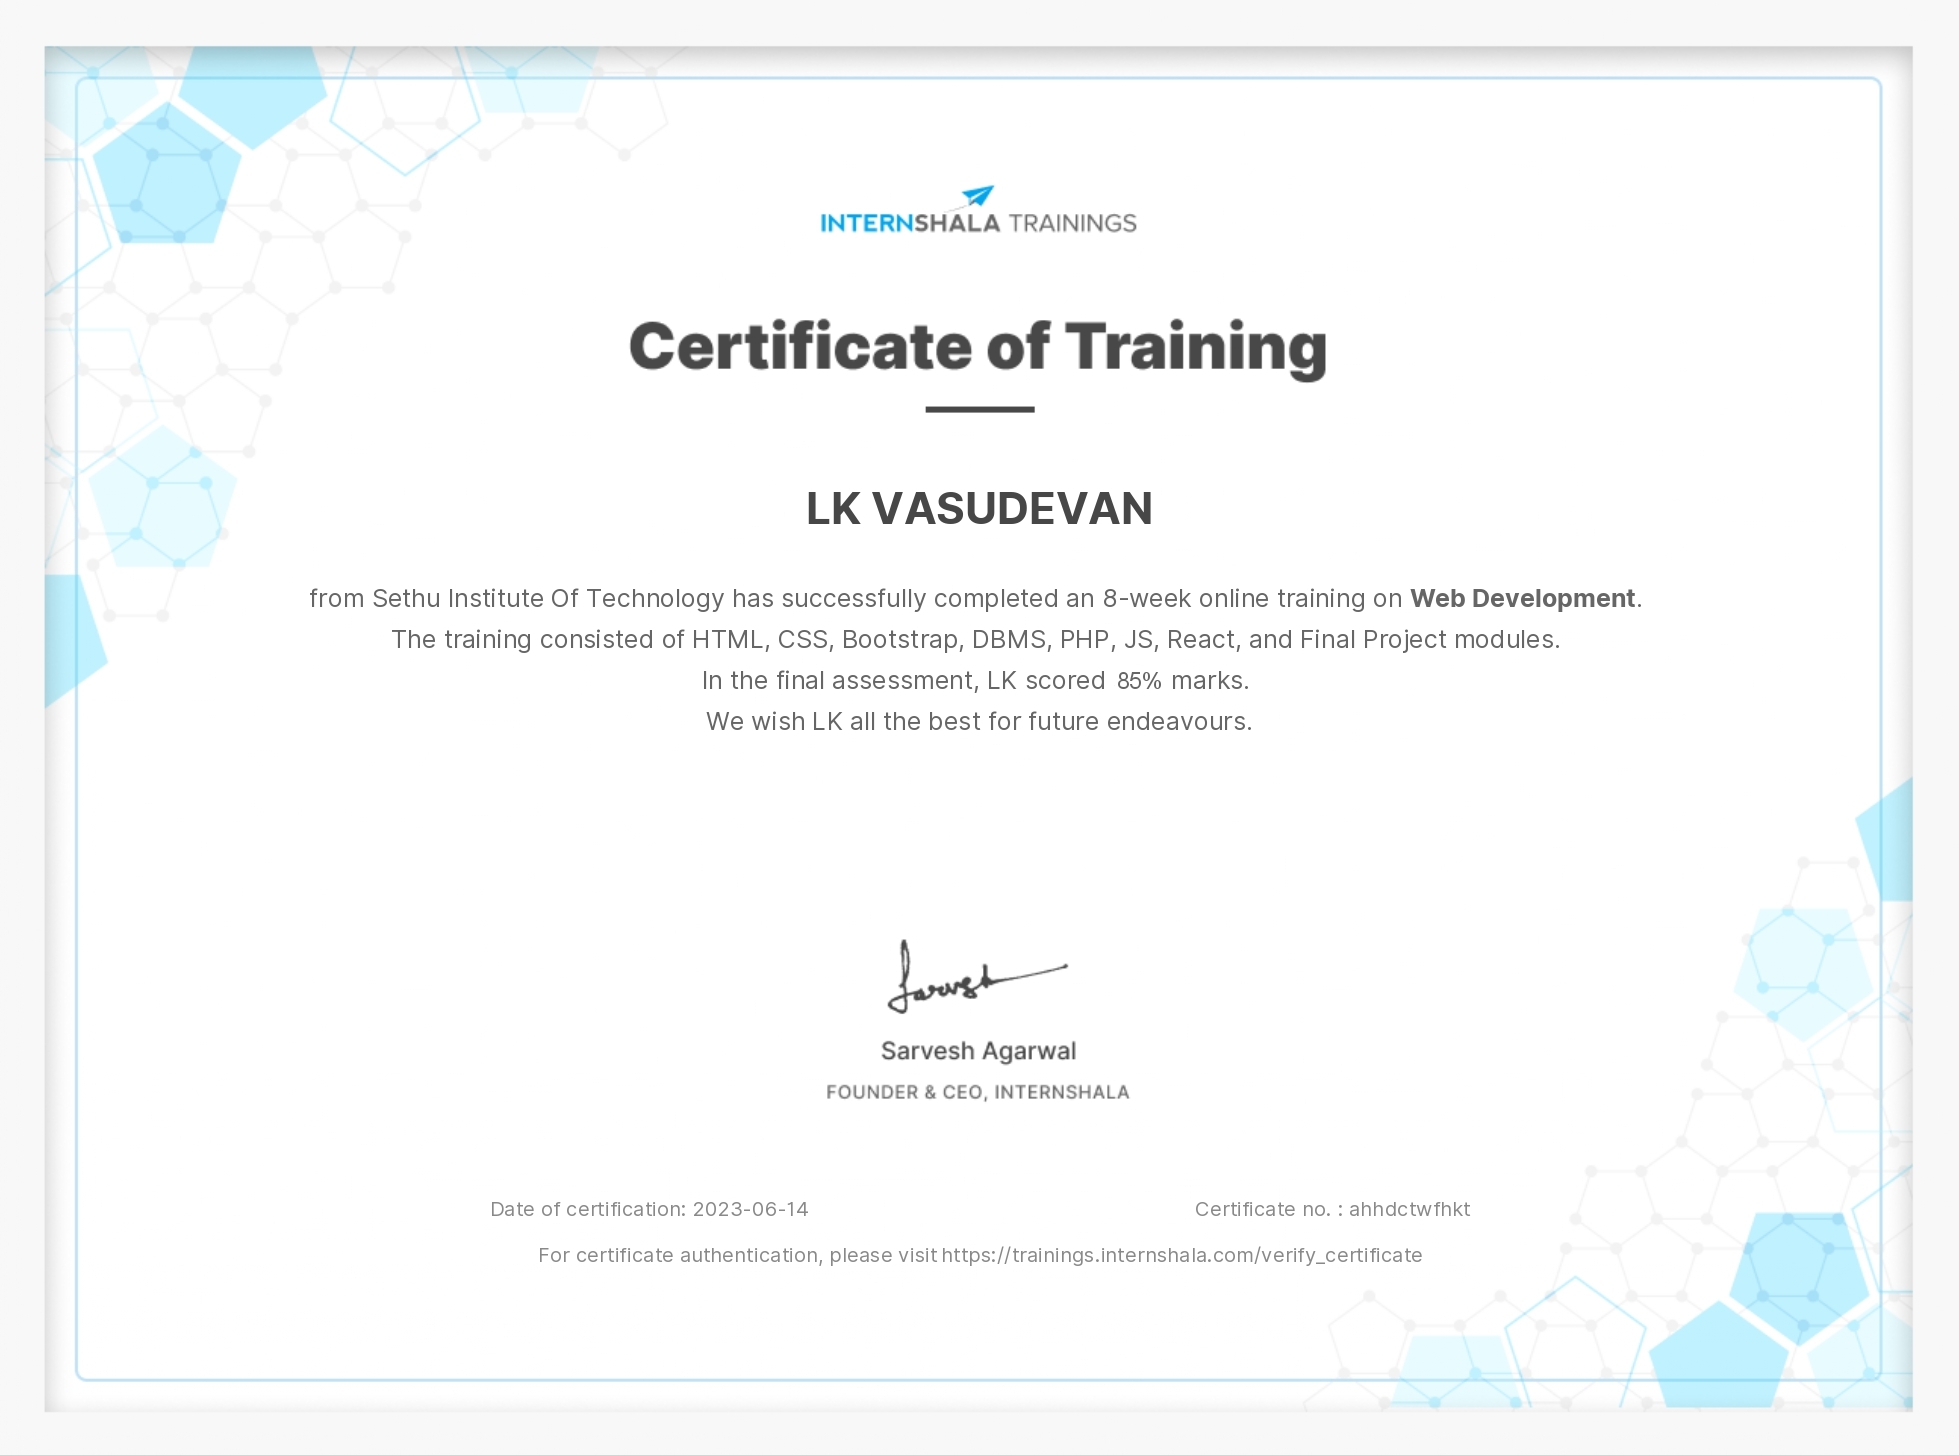 INTERNSHALA TRAININGS
Certificate of Training
LK VASUDEVAN
from Sethu Institute Of Technology has successfully completed an 8-week online training on Web Development.
The training consisted of HTML, CSS, Bootstrap, DBMS, PHP, JS, React, and Final Project modules.
In the final assessment, LK scored 85% marks.
We wish LK all the best for future endeavours.
Sarvesh
Sarvesh Agarwal
FOUNDER & CEO, INTERNSHALA
Date of certification: 2023-06-14 Certificate no. : ahhdctwfhkt
For certificate authentication, please visit https://trainings.internshala.com/verify_certificate